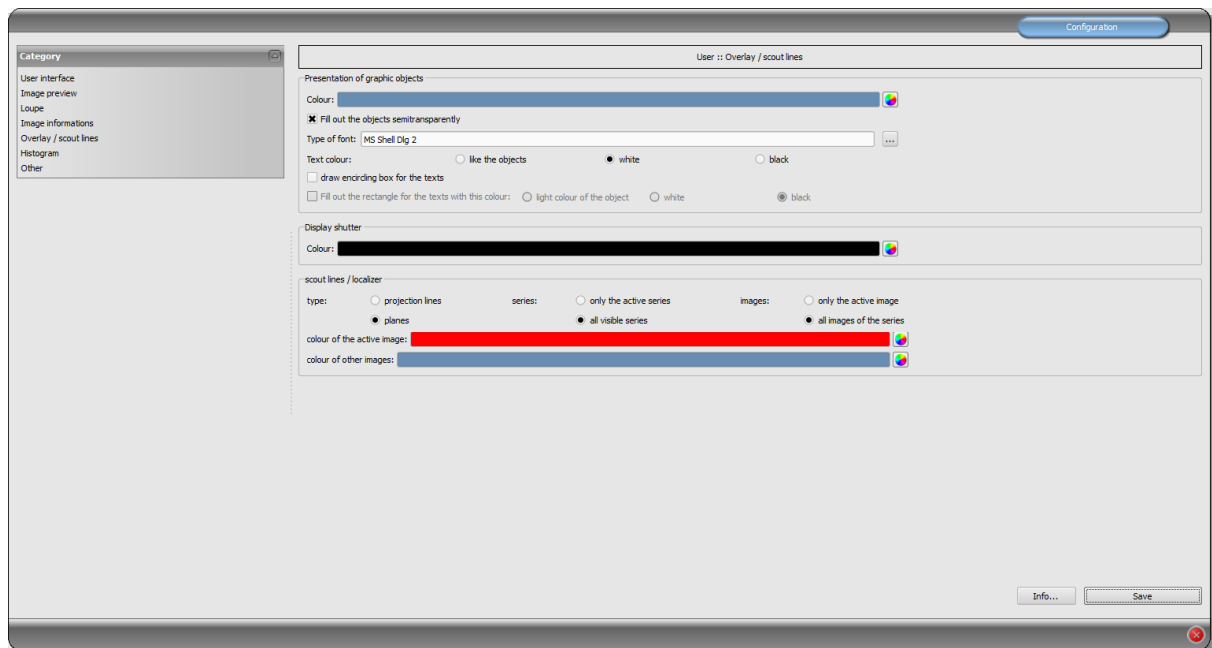 Configuration
Category
User interface
Image preview
Loupe
Image informations
Overlay / scout lines
Histogram
Other
User :: Overlay / scout lines
Presentation of graphic objects
Colour:
Fill out the objects semitransparently
Type of font: MS Shell Dlg 2 ...
Text colour: like the objects white black
draw encirding box for the texts
Fill out the rectangle for the texts with this colour: light colour of the object white black
Display shutter
Colour:
scout lines / localizer
type: projection lines series: only the active series images: only the active image
planes all visible series all images of the series
colour of the active image:
colour of other images:
Info... Save